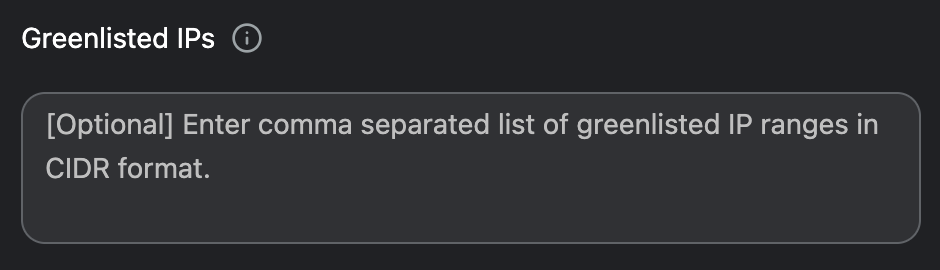 Greenlisted IPs
[Optional] Enter comma separated list of greenlisted IP ranges in
CIDR format.